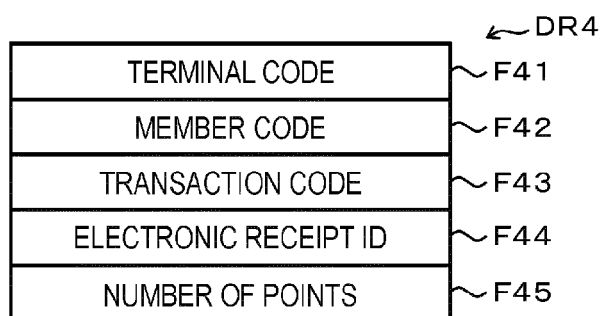 DR4
TERMINAL CODE F41
MEMBER CODE F42
TRANSACTION CODE F43
ELECTRONIC RECEIPT ID F44
NUMBER OF POINTS F45